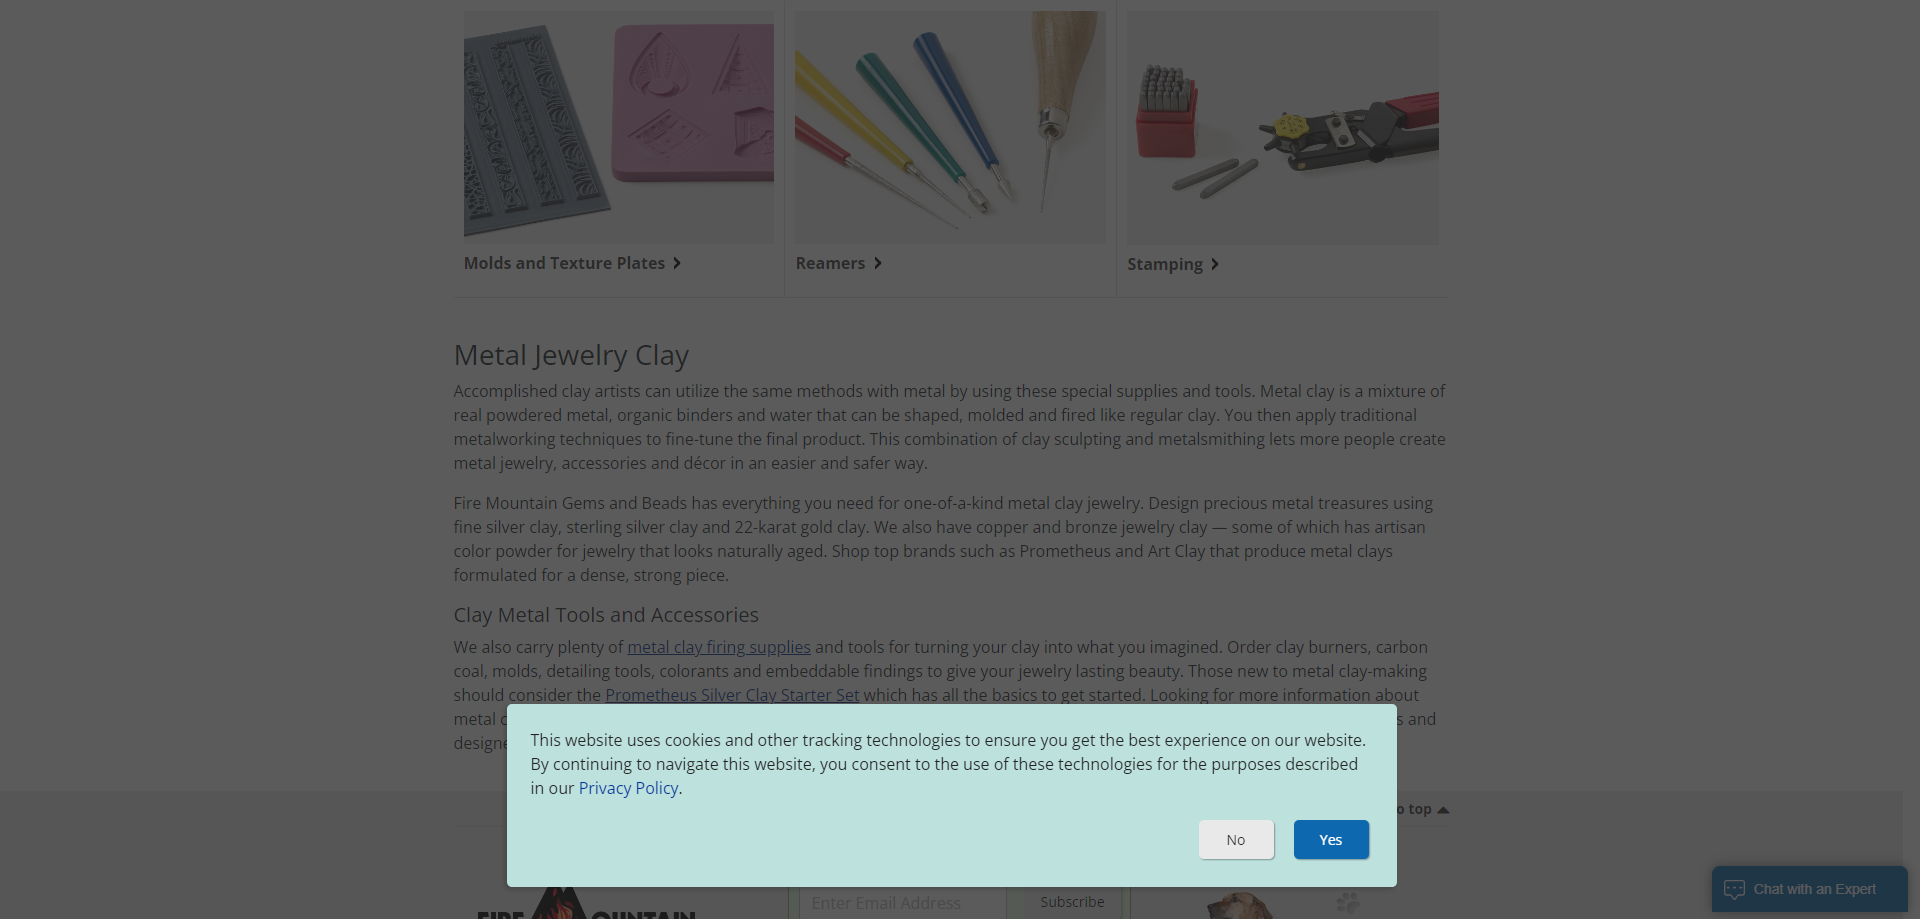 Molds and Texture Plates
Reamers
Stamping
Metal Jewelry Clay
Accomplished clay artists can utilize the same methods with metal by using these special supplies and tools. Metal clay is a mixture of
real powdered metal, organic binders and water that can be shaped, molded and fired like regular clay. You then apply traditional
metalworking techniques to fine-tune the final product. This combination of clay sculpting and metalsmithing lets more people create
metal jewelry, accessories and décor in an easier and safer way.
Fire Mountain Gems and Beads has everything you need for one-of-a-kind metal clay jewelry. Design precious metal treasures using
fine silver clay, sterling silver clay and 22-karat gold clay. We also have copper and bronze jewelry clay — some of which has artisan
color powder for jewelry that looks naturally aged. Shop top brands such as Prometheus and Art Clay that produce metal clays
formulated for a dense, strong piece.
Clay Metal Tools and Accessories
We also carry plenty of metal clay firing supplies and tools for turning your clay into what you imagined. Order clay burners, carbon
coal, molds, detailing tools, colorants and embeddable findings to give your jewelry lasting beauty. Those new to metal clay-making
should consider the Prometheus Silver Clay Starter Set which has all the basics to get started. Looking for more information about
metal and
This website uses cookies and other tracking technologies to ensure you get the best experience on our website.
By continuing to navigate this website, you consent to the use of these technologies for the purposes described
in our Privacy Policy.
No
Yes
top
Chat with an Expert
Enter Email Address
Subscribe